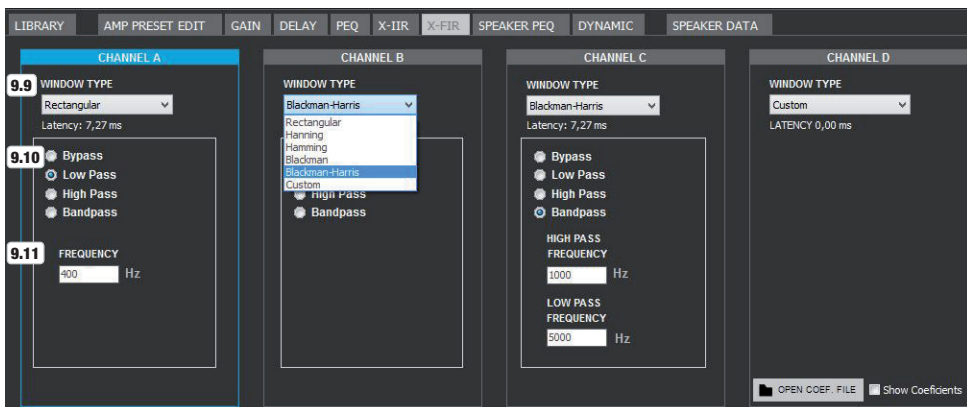 LIBRARY AMP PRESET EDIT GAIN DELAY PEQ X-IIR X-FIR SPEAKER PEQ DYNAMIC SPEAKER DATA
CHANNEL A
9.9 WINDOW TYPE
Rectangular
Latency: 7,27 ms
9.10 Bypass
Low Pass
High Pass
Bandpass
9.11 FREQUENCY
400 Hz
CHANNEL B
WINDOW TYPE
Blackman-Harris
Rectangular
Hanning
Hamming
Blackman
Blackman-Harris
Custom
High Pass
Bandpass
CHANNEL C
WINDOW TYPE
Blackman-Harris
Latency: 7,27 ms
Bypass
Low Pass
High Pass
Bandpass
HIGH PASS
FREQUENCY
1000 Hz
LOW PASS
FREQUENCY
5000 Hz
CHANNEL D
WINDOW TYPE
Custom
LATENCY 0,00 ms
OPEN COEF. FILE Show Coeficients